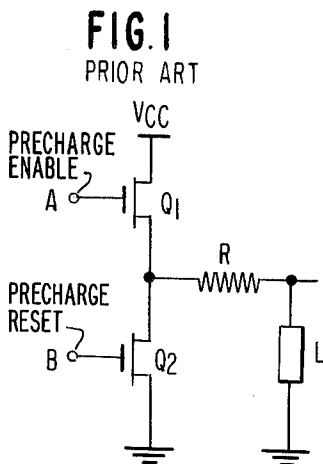 FIG.1
PRIOR ART
VCC
PRECHARGE
ENABLE
A
Q1
R
PRECHARGE
RESET
B
Q2
L